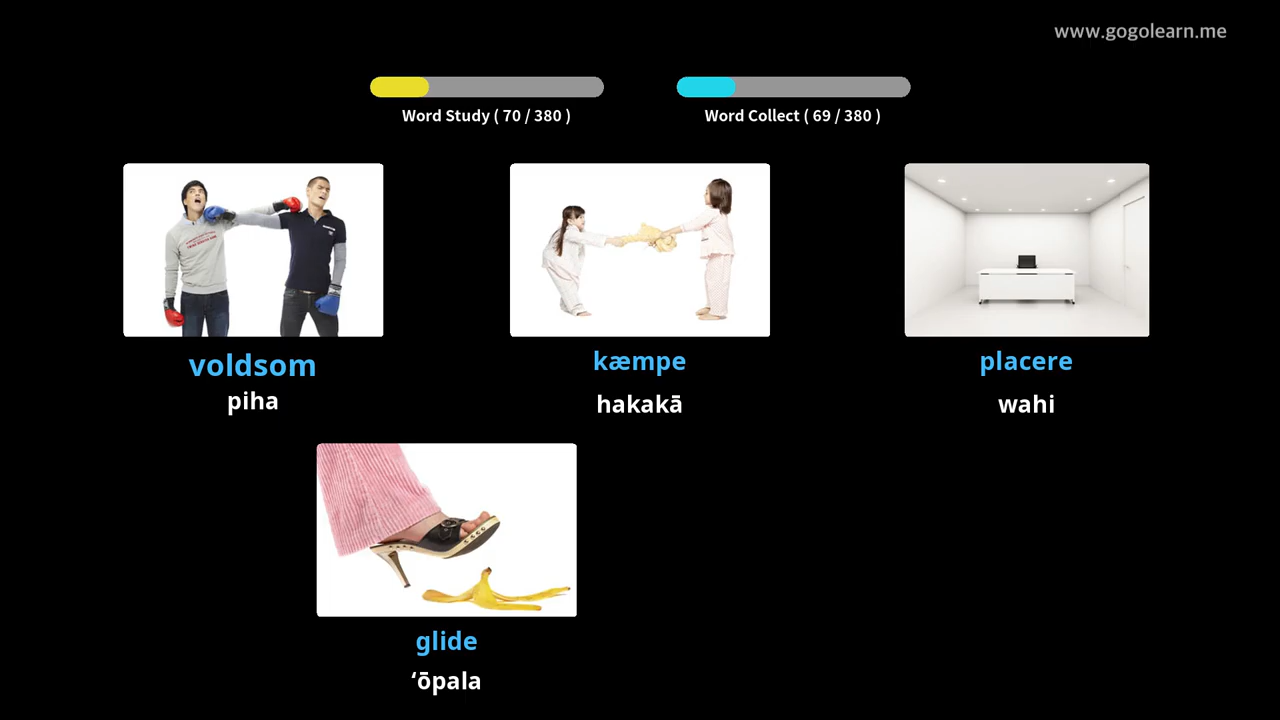 www.gogolearn.me
Word Study ( 70 / 380 )
Word Collect ( 69 / 380 )
voldsom
piha
kæmpe
hakakā
placere
wahi
glide
ʻōpala